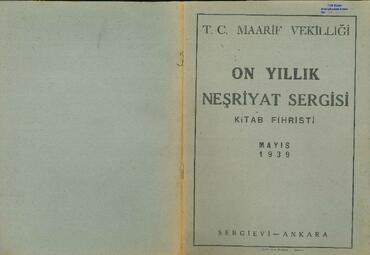 T. C. MAARİF VEKİLLİĞİ
ON YILLIK
NEŞRİYAT SERGİSİ
KİTAB FİHRİSTİ
MAYIS
1939
SERGİEVİ—ANKARA